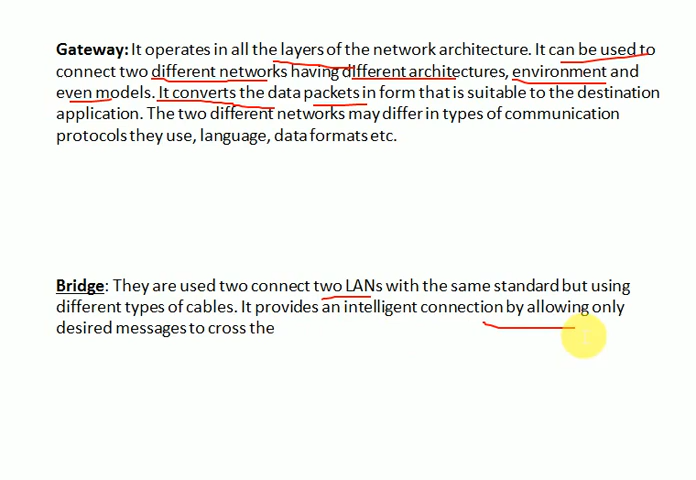 Gateway: It operates in all the layers of the network architecture. It can be used to
connect two different networks having different architectures, environment and
even models. It converts the data packets in form that is suitable to the destination
application. The two different networks may differ in types of communication
protocols they use, language, data formats etc.
Bridge: They are used two connect two LANs with the same standard but using
different types of cables. It provides an intelligent connection by allowing only
desired messages to cross the